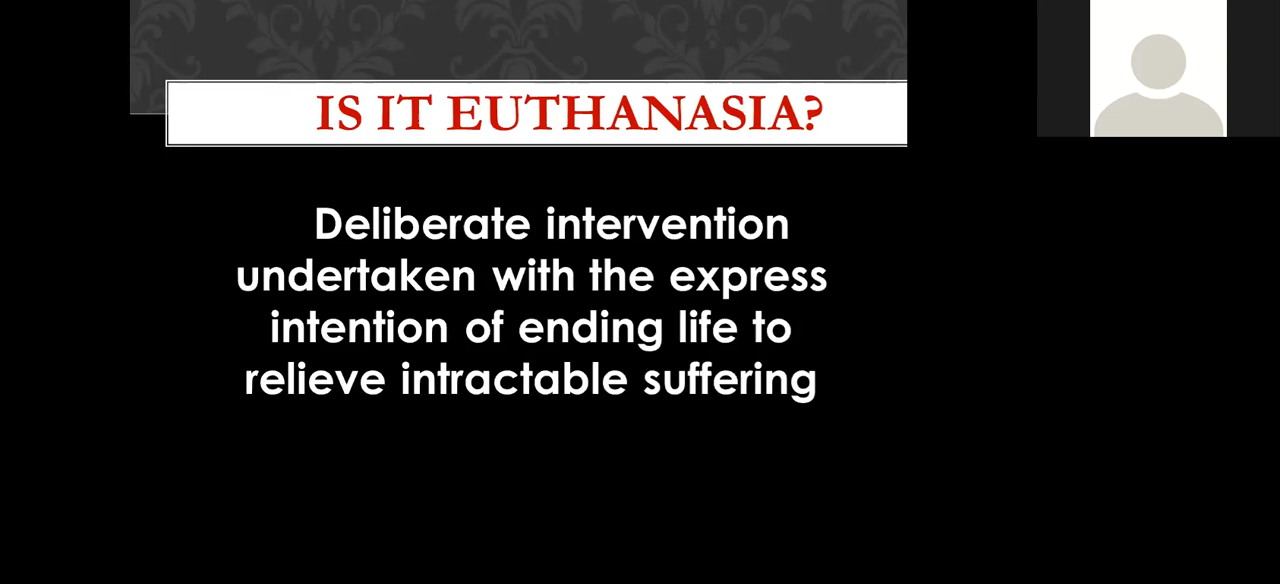 IS IT EUTHANASIA?
Deliberate intervention
undertaken with the express
intention of ending life to
relieve intractable suffering